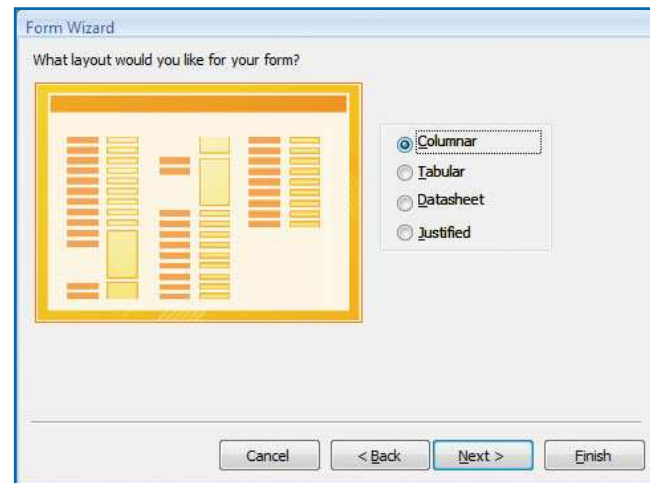 Form Wizard
What layout would you like for your form?
Columnar
Tabular
Datasheet
Justified
Cancel
< Back
Next >
Finish